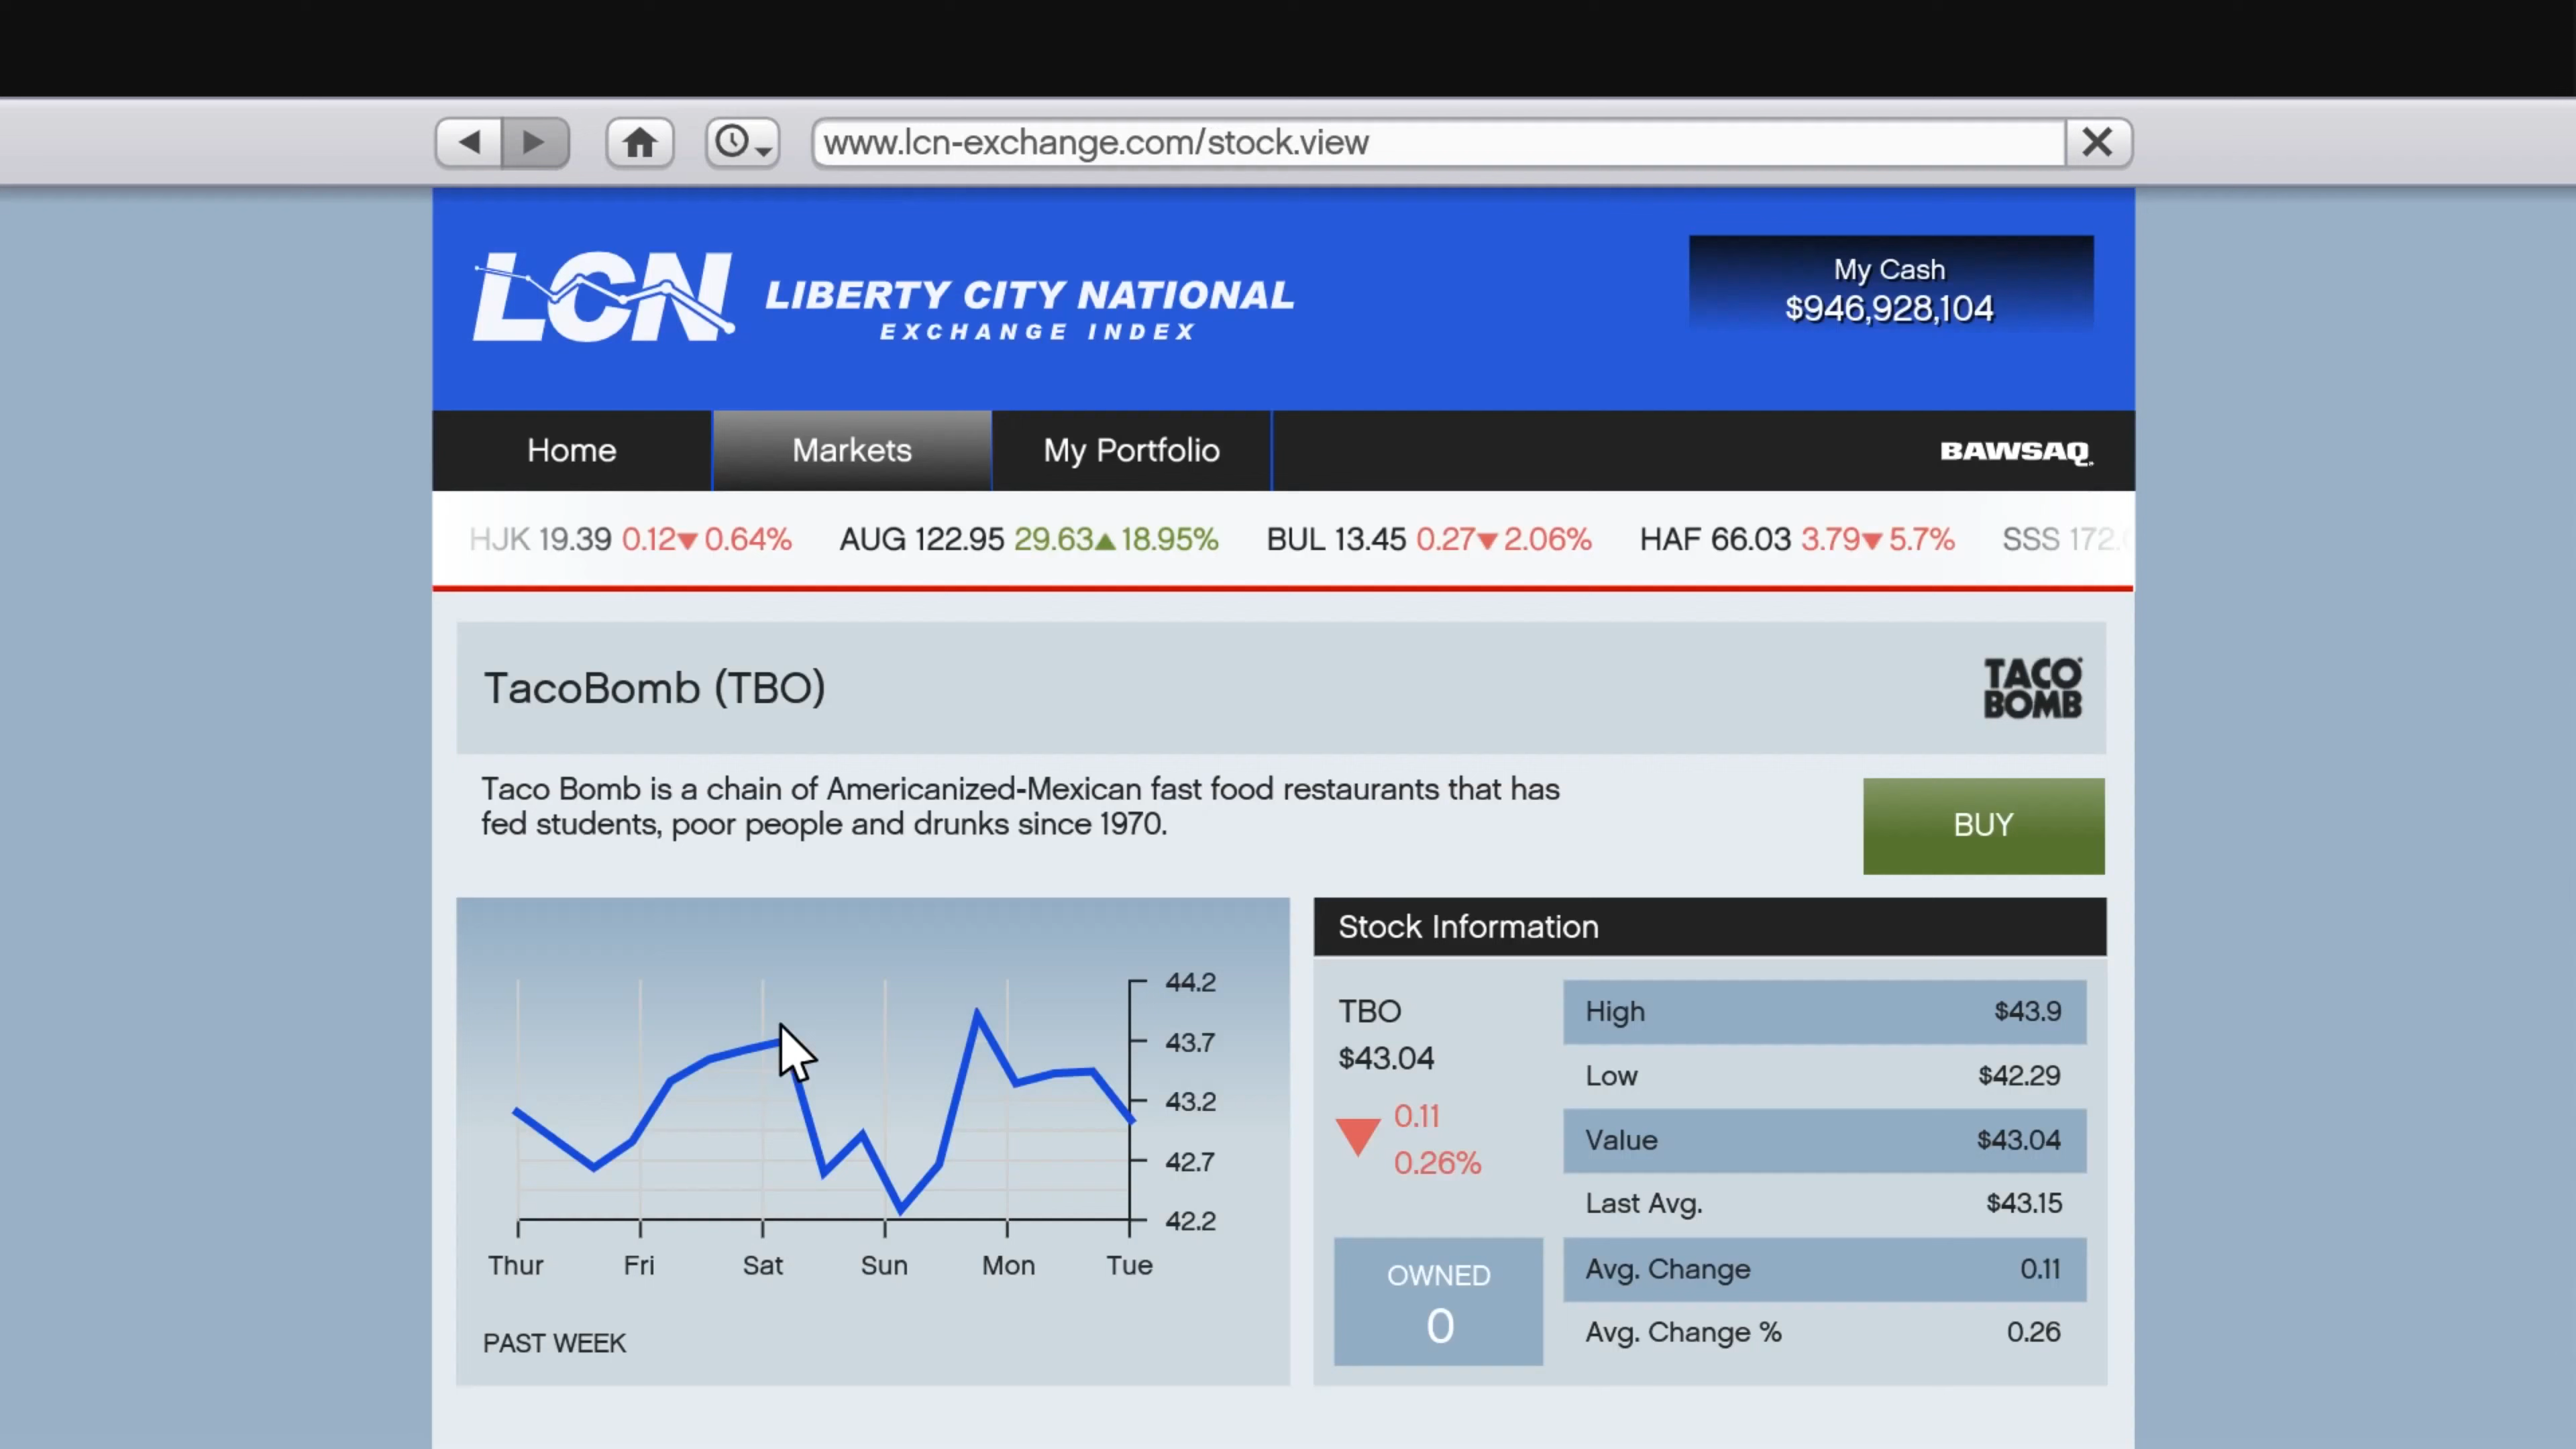 www.lcn-exchange.com/stock.view
LCN LIBERTY CITY NATIONAL
EXCHANGE INDEX
My Cash
$946,928,104
Home Markets My Portfolio BAWSAQ
HJK 19.39 0.12▼0.64% AUG 122.95 29.63▲18.95% BUL 13.45 0.27▼2.06% HAF 66.03 3.79▼5.7% SSS 172.
TacoBomb (TBO)
TACO
BOMB
Taco Bomb is a chain of Americanized-Mexican fast food restaurants that has
fed students, poor people and drunks since 1970.
BUY
44.2
43.7
43.2
42.7
42.2
Thur Fri Sat Sun Mon Tue
PAST WEEK
Stock Information
TBO
$43.04
0.11
0.26%
OWNED
0
High $43.9
Low $42.29
Value $43.04
Last Avg. $43.15
Avg. Change 0.11
Avg. Change % 0.26